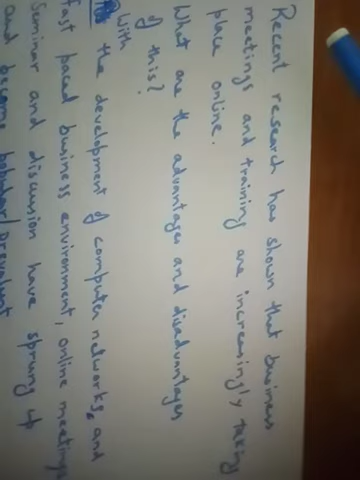 Recent research has shown that business
meetings and training are increasingly taking
place online.
What are the advantages and disadvantages
of this?
With the development of computer networks and
fast paced business environment, online meetings,
Seminar and discussion have sprung up
and become popular/prevalent